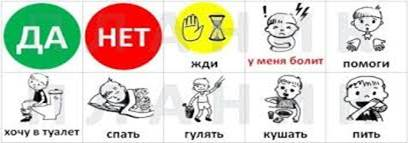 ДА
НЕТ
жди
у меня болит
помоги
хочу в туалет
спать
гулять
кушать
пить